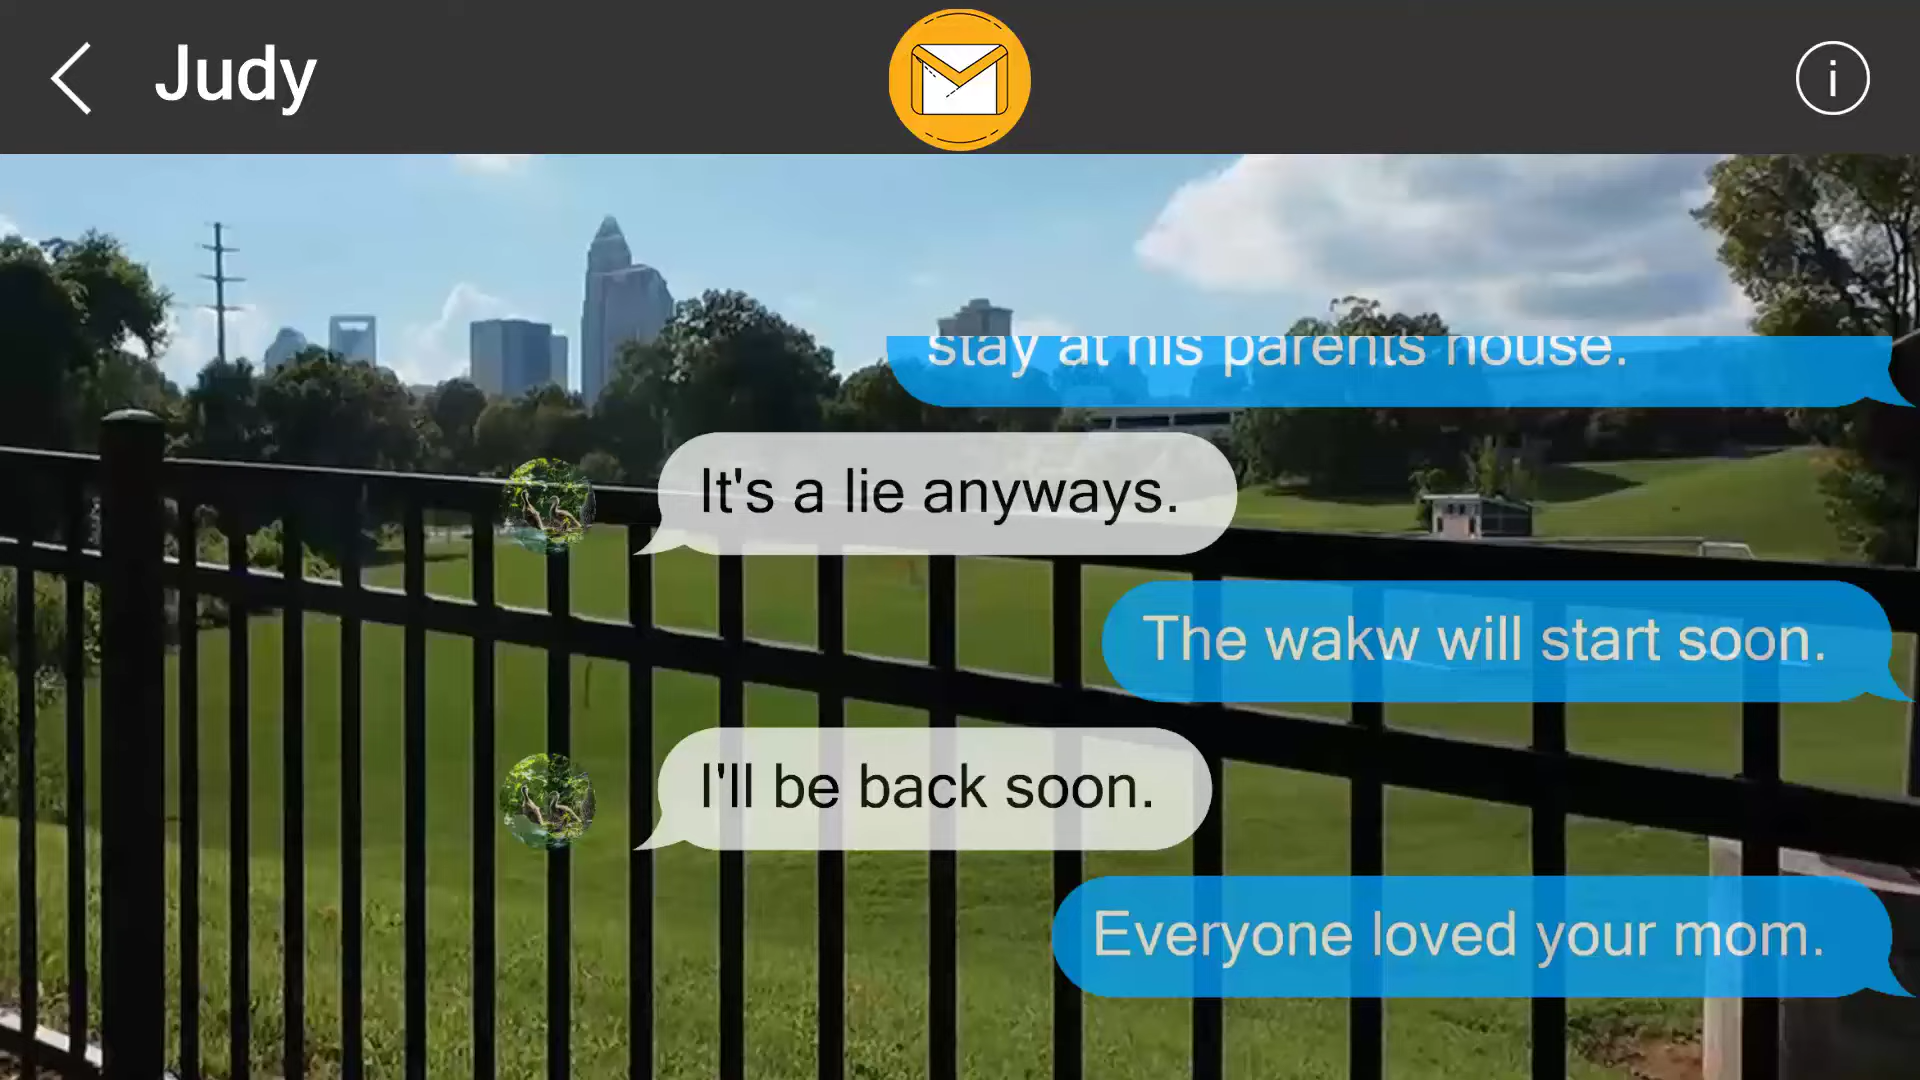 Judy
i
stay at his parents house.
It's a lie anyways.
The wakw will start soon.
I'll be back soon.
Everyone loved your mom.